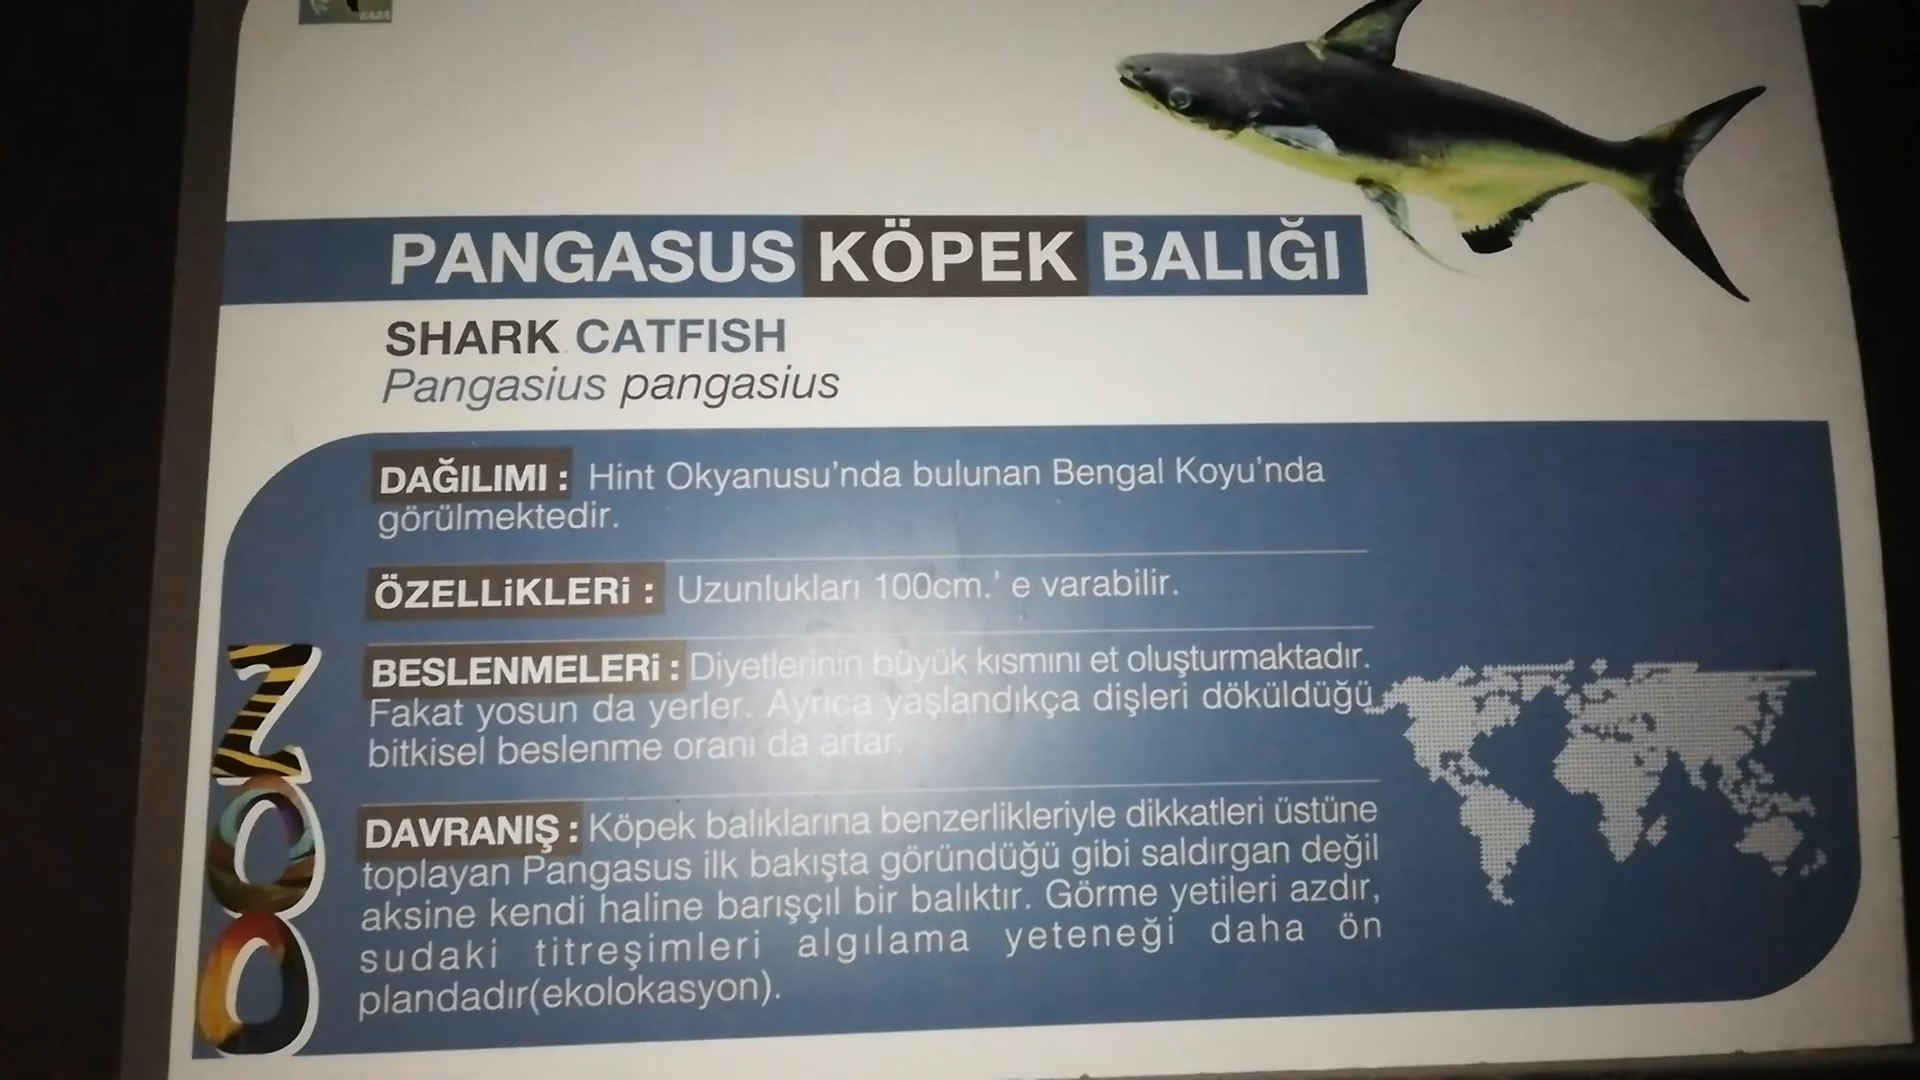 PANGASUS KÖPEK BALIĞI
SHARK CATFISH
Pangasius pangasius
DAĞILIMI : Hint Okyanusu'nda bulunan Bengal Koyu'nda
görülmektedir.
ÖZELLiKLERi : Uzunlukları 100cm.' e varabilir.
BESLENMELERi : Diyetlerinin büyük kısmını et oluşturmaktadır.
Fakat yosun da yerler. Ayrıca yaşlandıkça dişleri döküldüğü
bitkisel beslenme oranı da artar.
DAVRANIŞ : Köpek balıklarına benzerlikleriyle dikkatleri üstüne
toplayan Pangasus ilk bakışta göründüğü gibi saldırgan değil
aksine kendi haline barışçıl bir balıktır. Görme yetileri azdır,
sudaki titreşimleri algılama yeteneği daha ön
plandadır(ekolokasyon).
ZOO